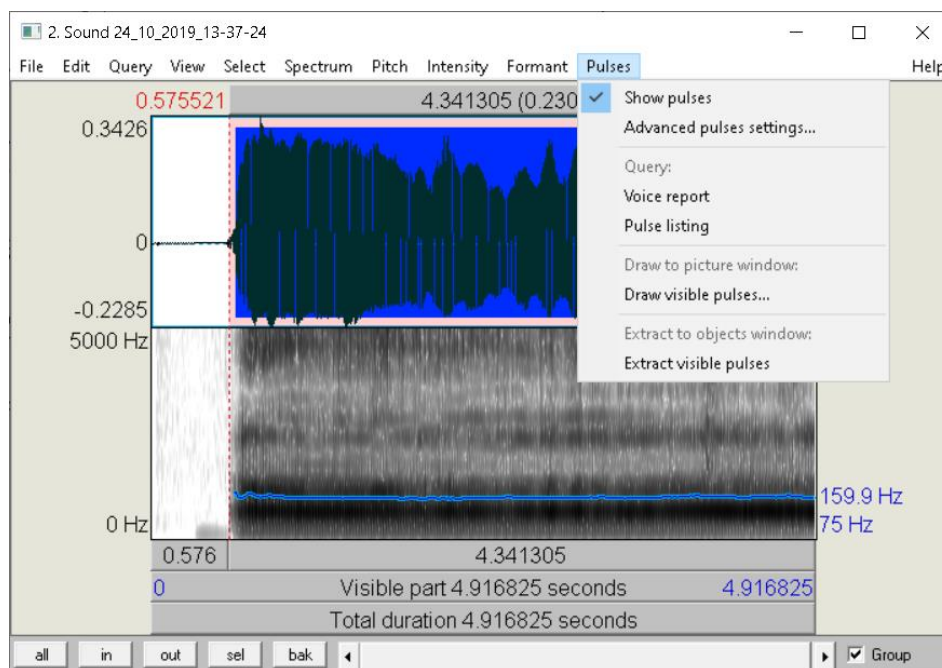 2. Sound 24_10_2019_13-37-24
File Edit Query View Select Spectrum Pitch Intensity Formant Pulses Help
0.575521 4.341305 (0.230
Show pulses
Advanced pulses settings...
Query:
Voice report
Pulse listing
Draw to picture window:
Draw visible pulses...
Extract to objects window:
Extract visible pulses
0.3426
0
-0.2285
5000 Hz
159.9 Hz
0 Hz 75 Hz
0.576 4.341305
0 Visible part 4.916825 seconds 4.916825
Total duration 4.916825 seconds
all in out sel bak Group